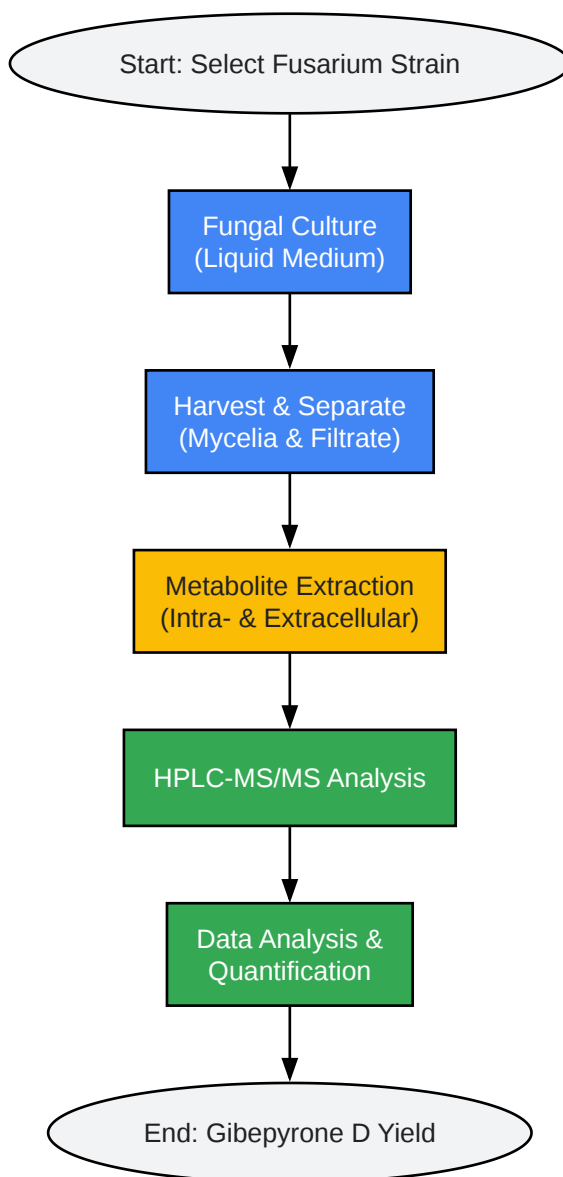 Start: Select Fusarium Strain
Fungal Culture
(Liquid Medium)
Harvest & Separate
(Mycelia & Filtrate)
Metabolite Extraction
(Intra- & Extracellular)
HPLC-MS/MS Analysis
Data Analysis &
Quantification
End: Gibepyrone D Yield